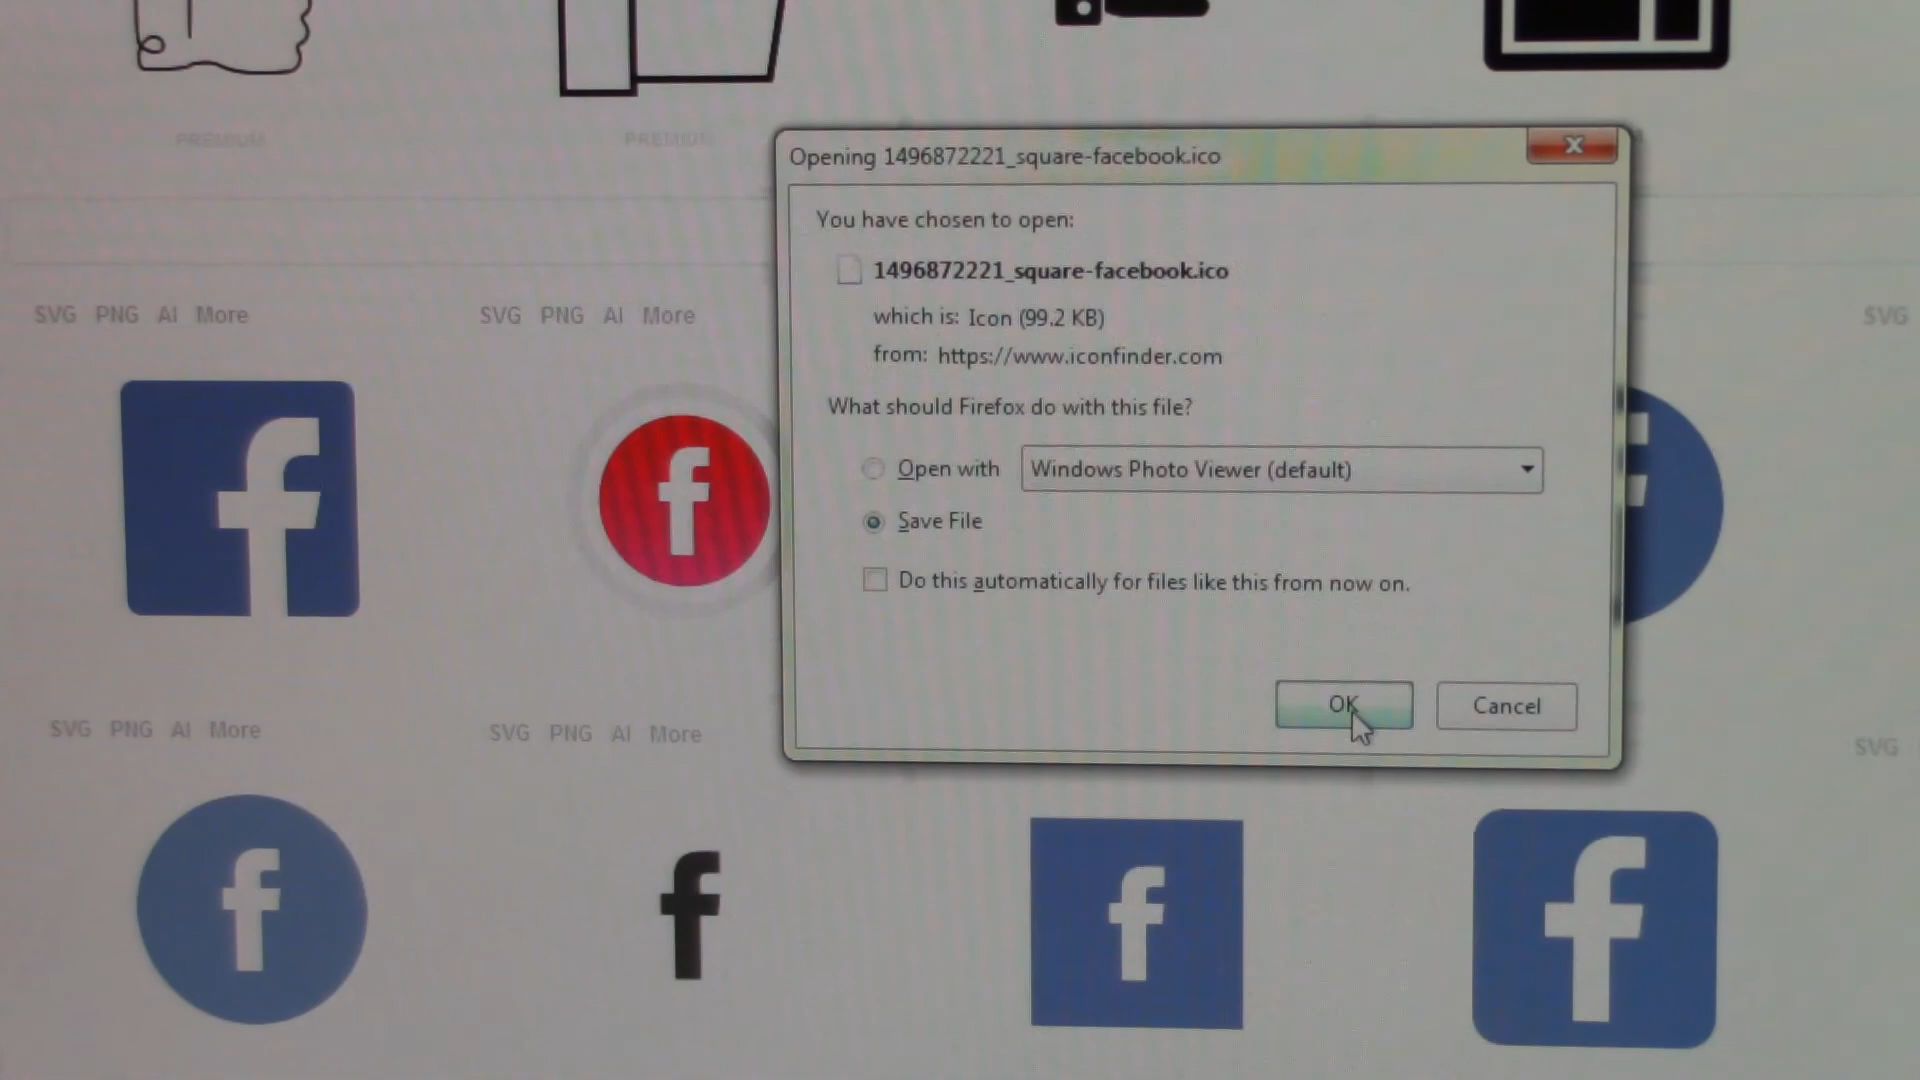 PREMIUM
PREMIUM
Opening 1496872221_square-facebook.ico
X
You have chosen to open:
1496872221_square-facebook.ico
which is: Icon (99.2 KB)
from: https://www.iconfinder.com
What should Firefox do with this file?
Open with Windows Photo Viewer (default)
Save File
Do this automatically for files like this from now on.
OK
Cancel
SVG PNG AI More
SVG PNG AI More
SVG
f
f
f
SVG PNG AI More
SVG PNG AI More
SVG
f
f
f
f